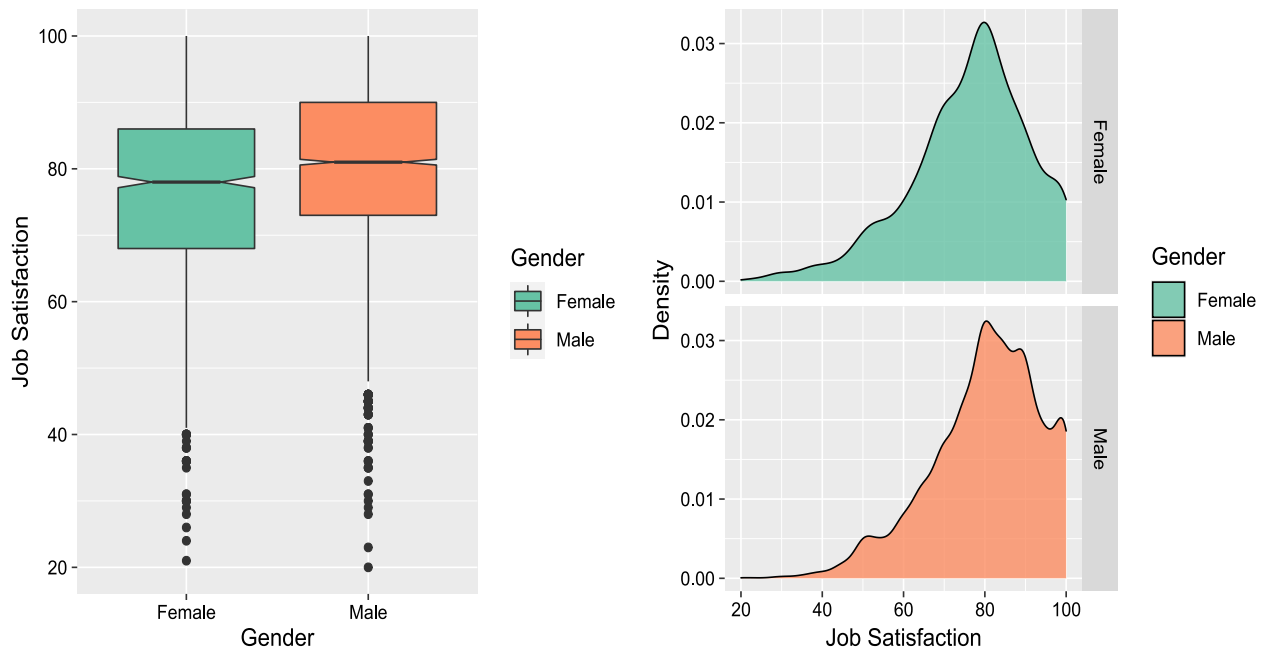 100
80
60
40
20
Job Satisfaction
Female
Male
Gender
Gender
Female
Male
0.03
0.02
0.01
0.00
Female
0.03
0.02
0.01
0.00
Male
Density
20
40
60
80
100
Job Satisfaction
Gender
Female
Male